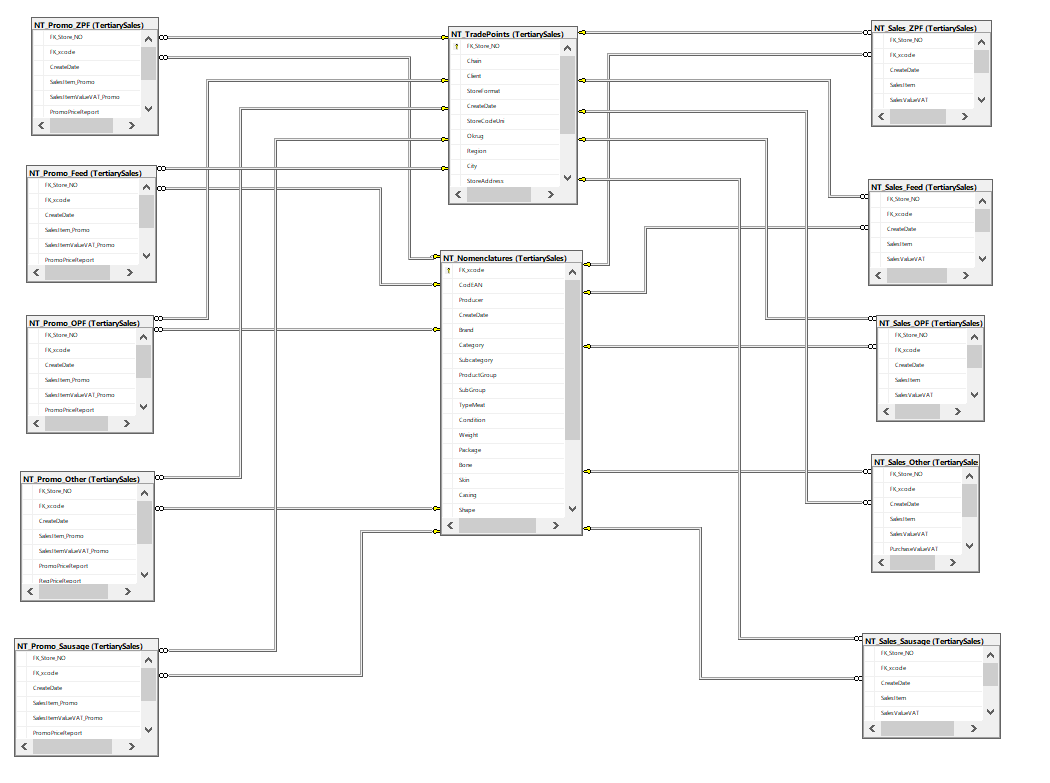 NT_Promo_ZPF (TertiarySales)
FK_Store_NO
FK_xcode
CreateDate
SalesItem_Promo
SalesItemValueVAT_Promo
PromoPriceReport
NT_Promo_Feed (TertiarySales)
FK_Store_NO
FK_xcode
CreateDate
SalesItem_Promo
SalesItemValueVAT_Promo
PromoPriceReport
NT_Promo_OPF (TertiarySales)
FK_Store_NO
FK_xcode
CreateDate
SalesItem_Promo
SalesItemValueVAT_Promo
PromoPriceReport
NT_Promo_Other (TertiarySales)
FK_Store_NO
FK_xcode
CreateDate
SalesItem_Promo
SalesItemValueVAT_Promo
PromoPriceReport
RegPriceReport
NT_Promo_Sausage (TertiarySales)
FK_Store_NO
FK_xcode
CreateDate
SalesItem_Promo
SalesItemValueVAT_Promo
PromoPriceReport
NT_TradePoints (TertiarySales)
FK_Store_NO
Chain
Client
StoreFormat
CreateDate
StoreCodeUni
Okrug
Region
City
StoreAddress
NT_Nomenclatures (TertiarySales)
FK_xcode
CodEAN
Producer
CreateDate
Brand
Category
Subcategory
ProductGroup
SubGroup
TypeMeat
Condition
Weight
Package
Bone
Skin
Casing
Shape
NT_Sales_ZPF (TertiarySales)
FK_Store_NO
FK_xcode
CreateDate
SalesItem
SalesValueVAT
NT_Sales_Feed (TertiarySales)
FK_Store_NO
FK_xcode
CreateDate
SalesItem
SalesValueVAT
NT_Sales_OPF (TertiarySales)
FK_Store_NO
FK_xcode
CreateDate
SalesItem
SalesValueVAT
NT_Sales_Other (TertiarySale
FK_Store_NO
FK_xcode
CreateDate
SalesItem
SalesValueVAT
PurchaseValueVAT
NT_Sales_Sausage (TertiarySales)
FK_Store_NO
FK_xcode
CreateDate
SalesItem
SalesValueVAT